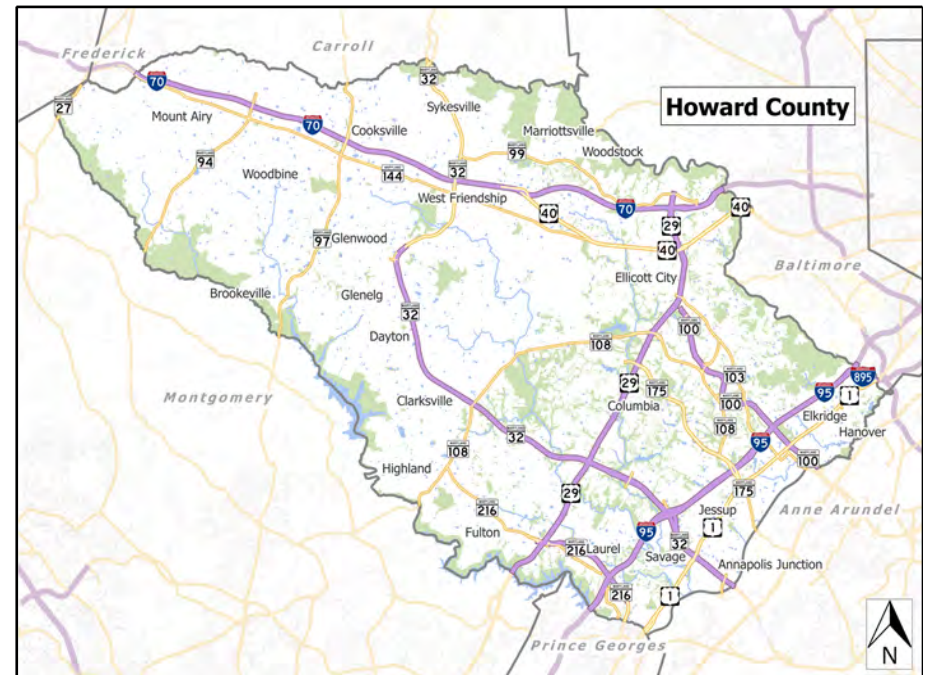 Frederick
Carroll
Howard County
70
27
32
Mount Airy
Sykesville
70
Cooksville
Marriottsville
Woodstock
94
99
Woodbine
144
32
West Friendship
40
70
29
40
97
Glenwood
40
Baltimore
Ellicott City
Brookeville
Glenelg
32
Dayton
108
100
Montgomery
29
175
103
95
895
1
Clarksville
Columbia
100
Elkridge
Hanover
108
32
108
95
100
Highland
29
175
216
Jessup
Anne Arundel
Fulton
95
1
216
Laurel
Savage
32
Annapolis Junction
216
1
Prince Georges
N